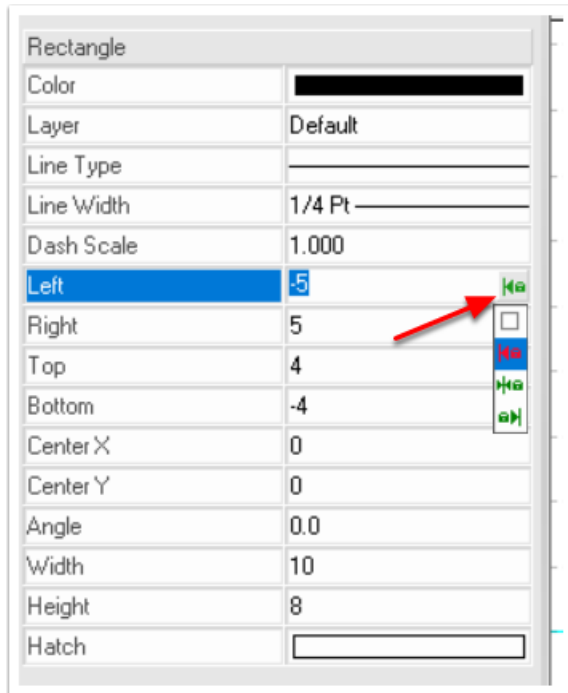 Rectangle
Color
Layer Default
Line Type
Line Width 1/4 Pt
Dash Scale 1.000
Left -5
Right 5
Top 4
Bottom -4
Center X 0
Center Y 0
Angle 0.0
Width 10
Height 8
Hatch